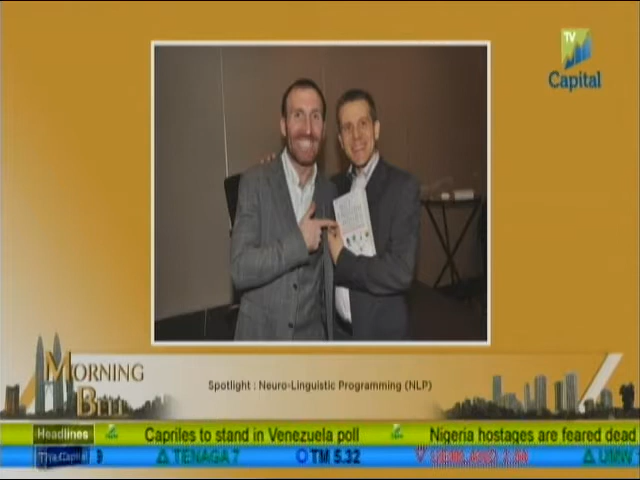 TV
Capital
MORNING
BELL
Spotlight : Neuro-Linguistic Programming (NLP)
Headlines
Capriles to stand in Venezuela poll
Nigeria hostages are feared dead
TENAGA 7
TM 5.32
UMW